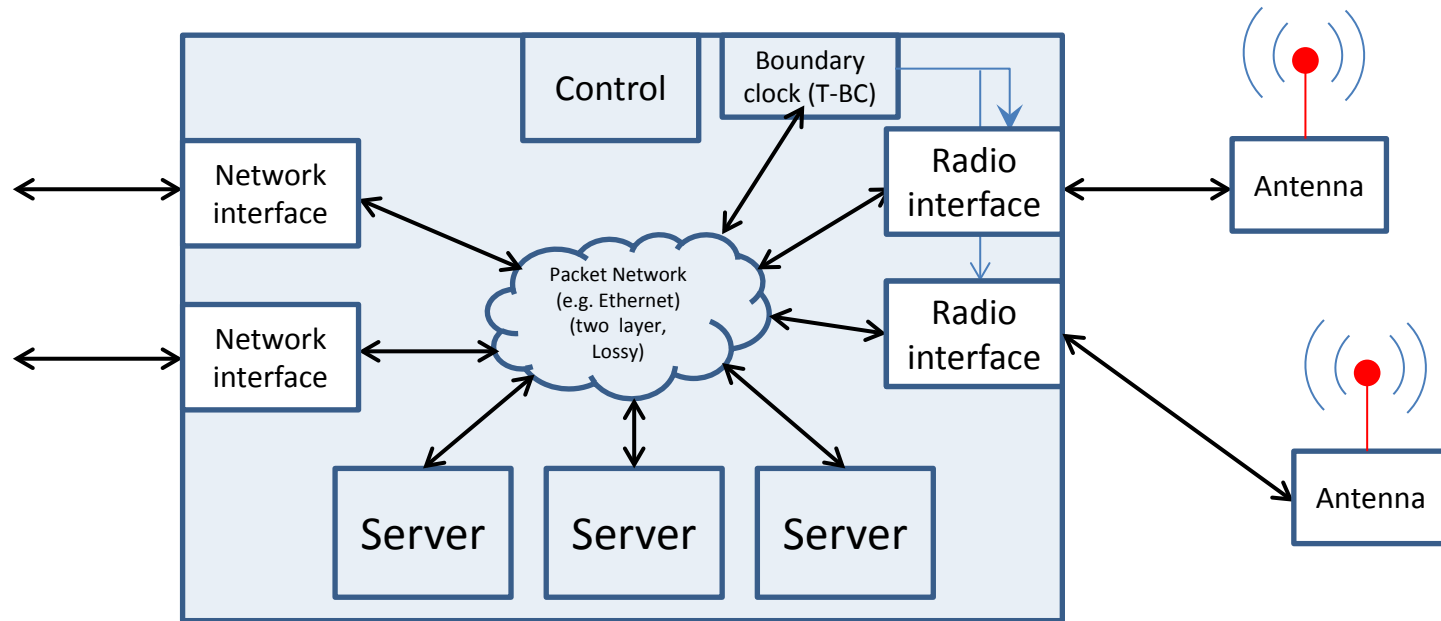 Control
Boundary
clock (T-BC)
Network
interface
Radio
interface
Antenna
Packet Network
(e.g. Ethernet)
(two layer,
Lossy)
Network
interface
Radio
interface
Antenna
Server
Server
Server